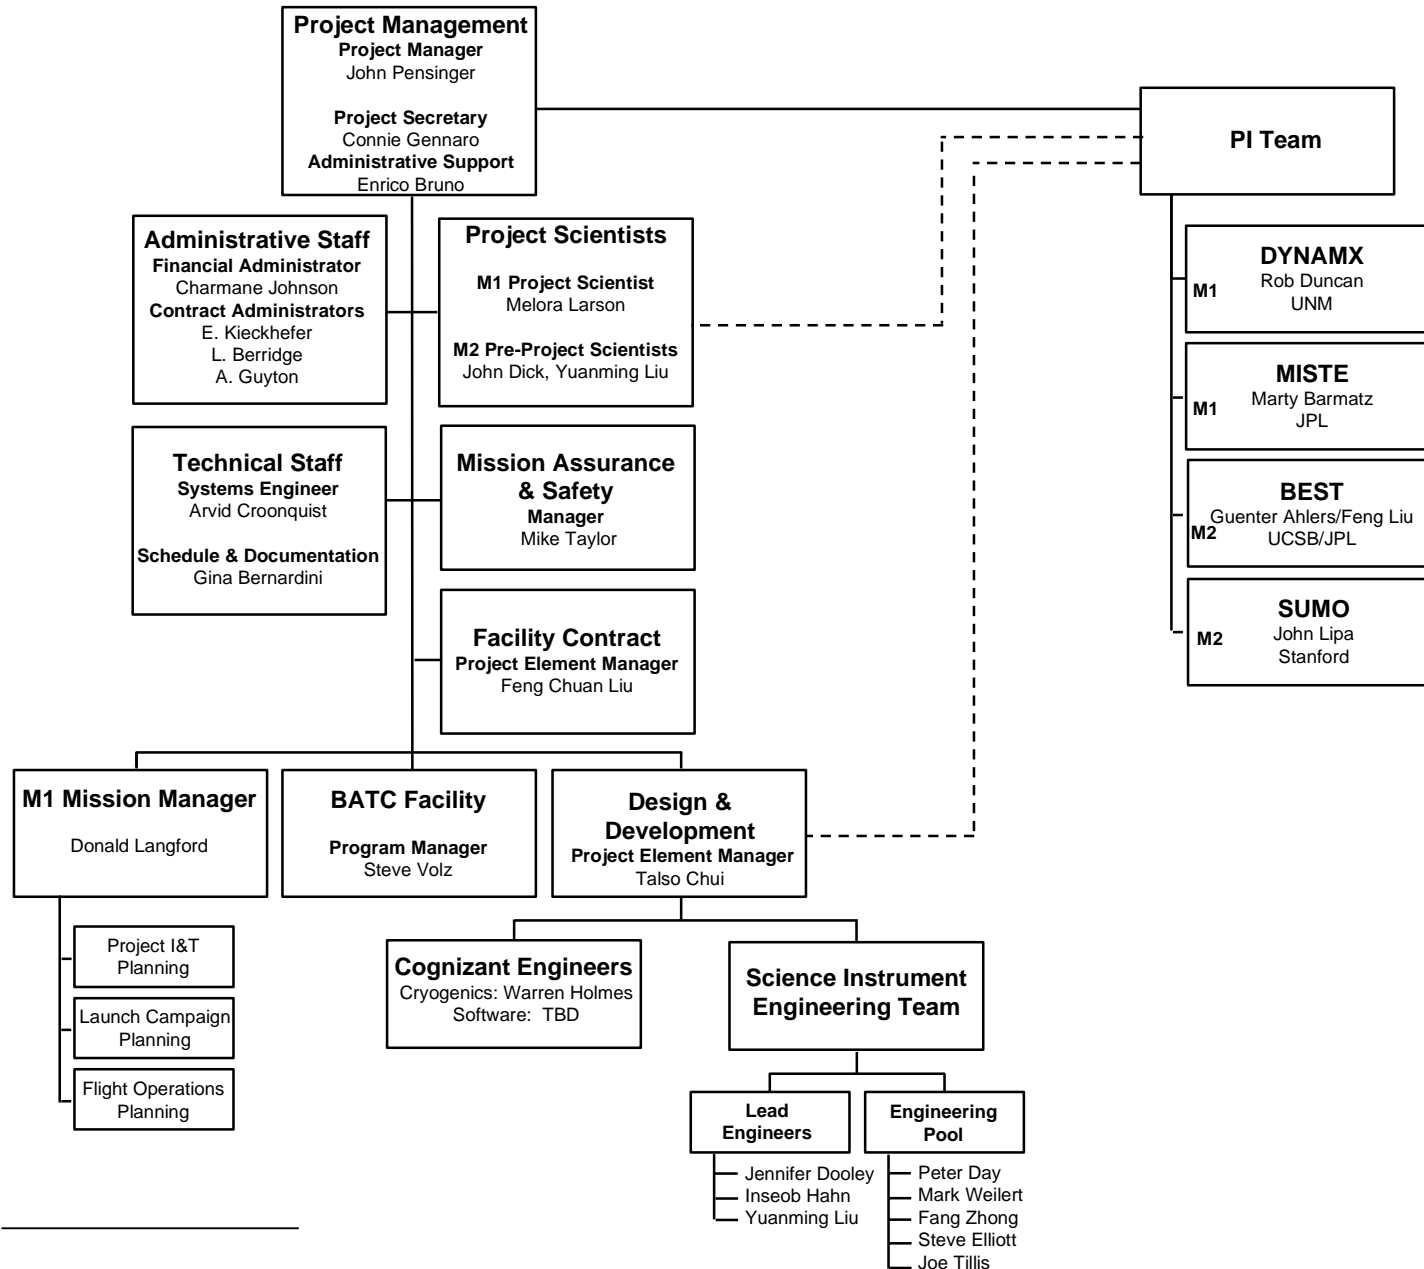 Project Management
Project Manager
John Pensinger
Project Secretary
Connie Gennaro
Administrative Support
Enrico Bruno
PI Team
Administrative Staff
Financial Administrator
Charmane Johnson
Contract Administrators
E. Kieckhefer
L. Berridge
A. Guyton
Project Scientists
M1 Project Scientist
Melora Larson
M2 Pre-Project Scientists
John Dick, Yuanming Liu
DYNAMX
Rob Duncan
M1
UNM
MISTE
Marty Barmatz
M1
JPL
BEST
Guenter Ahlers/Feng Liu
M2
UCSB/JPL
SUMO
John Lipa
M2
Stanford
Technical Staff
Systems Engineer
Arvid Croonquist
Schedule & Documentation
Gina Bernardini
Mission Assurance
& Safety
Manager
Mike Taylor
Facility Contract
Project Element Manager
Feng Chuan Liu
M1 Mission Manager
Donald Langford
BATC Facility
Program Manager
Steve Volz
Design &
Development
Project Element Manager
Talso Chui
Project I&T
Planning
Launch Campaign
Planning
Flight Operations
Planning
Cognizant Engineers
Cryogenics: Warren Holmes
Software: TBD
Science Instrument
Engineering Team
Lead
Engineers
Jennifer Dooley
Inseob Hahn
Yuanming Liu
Engineering
Pool
Peter Day
Mark Weilert
Fang Zhong
Steve Elliott
Joe Tillis